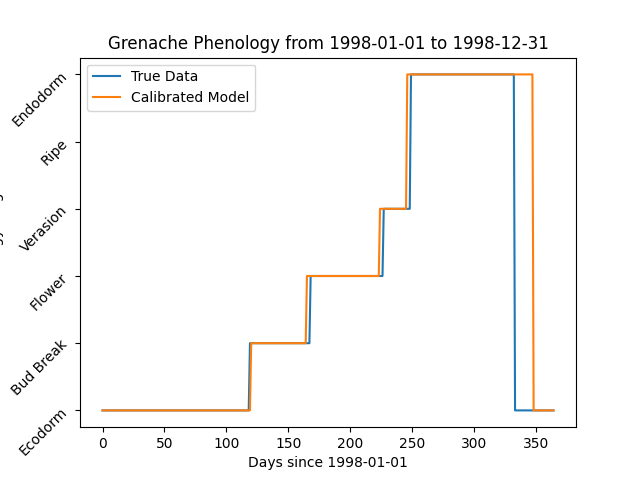 Grenache Phenology from 1998-01-01 to 1998-12-31
True Data
Calibrated Model
Endodorm
Ripe
Verasion
Flower
Bud Break
Ecodorm
0 50 100 150 200 250 300 350
Days since 1998-01-01